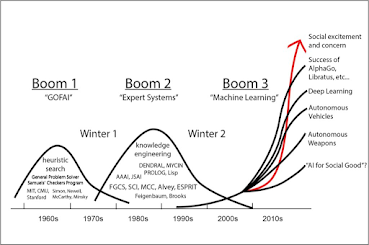 Boom 1
"GOFAI"
Boom 2
"Expert Systems"
Boom 3
"Machine Learning"
Social excitement
and concern
Success of
AlphaGo,
Libratus, etc...
Deep Learning
Autonomous
Vehicles
Autonomous
Weapons
"AI for Social Good"?
Winter 1
Winter 2
heuristic
search
General Problem Solver
Samuels' Checkers Program
MIT, CMU,
Stanford
Simon, Newell,
McCarthy, Minsky
knowledge
engineering
DENDRAL, MYCIN
AAAI, JSAI
PROLOG, Lisp
FGCS, SCI, MCC, Alvey, ESPRIT
Feigenbaum, Brooks
1960s
1970s
1980s
1990s
2000s
2010s